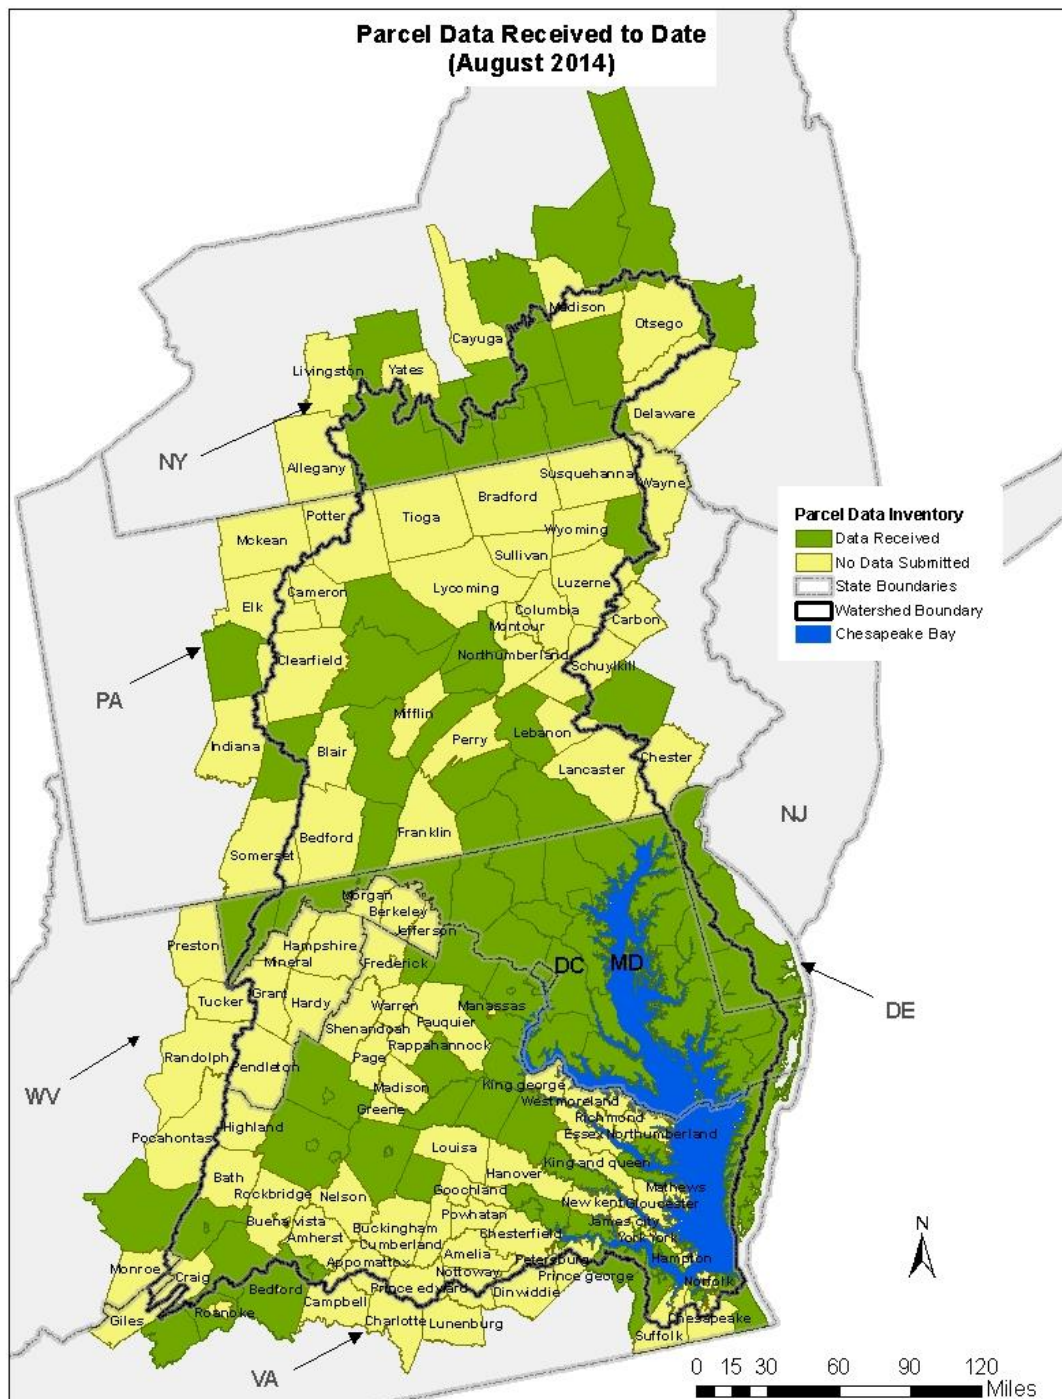 Parcel Data Received to Date
(August 2014)
Madison
Otsego
Cayuga
Livingston
Yates
Delaware
NY
Allegany
Susquehanna
Wayne
Bradford
Potter
Tioga
Mckean
Wyoming
Sullivan
Luzerne
Lycoming
Cameron
Elk
Columbia
Montour
Carbon
Northumberland
Clearfield
Schuylkill
PA
Mifflin
Lebanon
Perry
Indiana
Blair
Chester
Lancaster
Franklin
Bedford
Somerset
NJ
Parcel Data Inventory
Data Received
No Data Submitted
State Boundaries
Watershed Boundary
Chesapeake Bay
Morgan
Berkeley
Jefferson
Preston
Hampshire
Mineral
Frederick
DC
MD
DE
Tucker
Grant
Hardy
Warren
Manassas
Shenandoah
Fauquier
Rappahannock
Randolph
Page
Pendleton
Madison
King george
WV
Greene
Westmoreland
Richmond
Highland
Essex
Northumberland
Pocahontas
Louisa
King and queen
Hanover
Bath
Rockbridge
Nelson
Goochland
Mathews
New kent
Gloucester
Powhatan
Buena vista
Buckingham
James city
Amherst
Chesterfield
York
York
Cumberland
Amelia
Petersburg
Hampton
Appomattox
Nottoway
Monroe
Craig
Prince george
Norfolk
Bedford
Prince edward
Dinwiddie
Campbell
Roanoke
Giles
Charlotte
Lunenburg
Chesapeake
Suffolk
VA
N
0 15 30 60 90 120
Miles